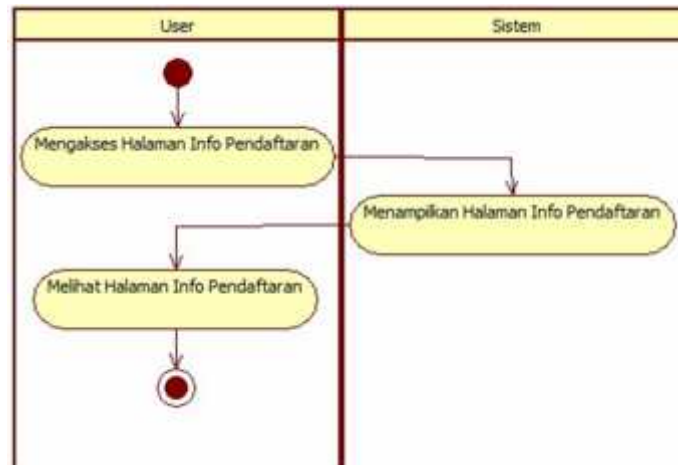 User
Sistem
Mengakses Halaman Info Pendaftaran
Menampilkan Halaman Info Pendaftaran
Melihat Halaman Info Pendaftaran